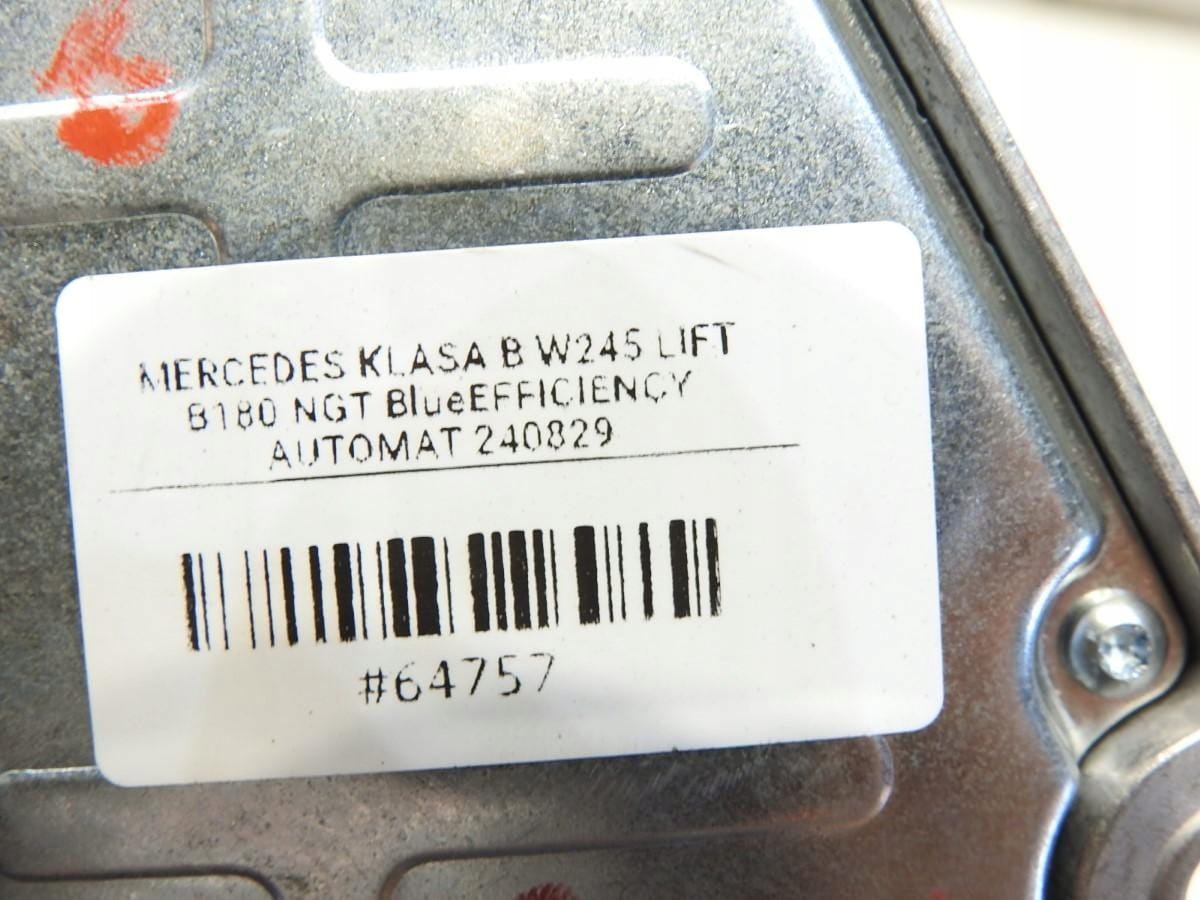 MERCEDES KLASA B W245 LIFT
B180 NGT BlueEFFICIENCY
AUTOMAT 240829
#64757